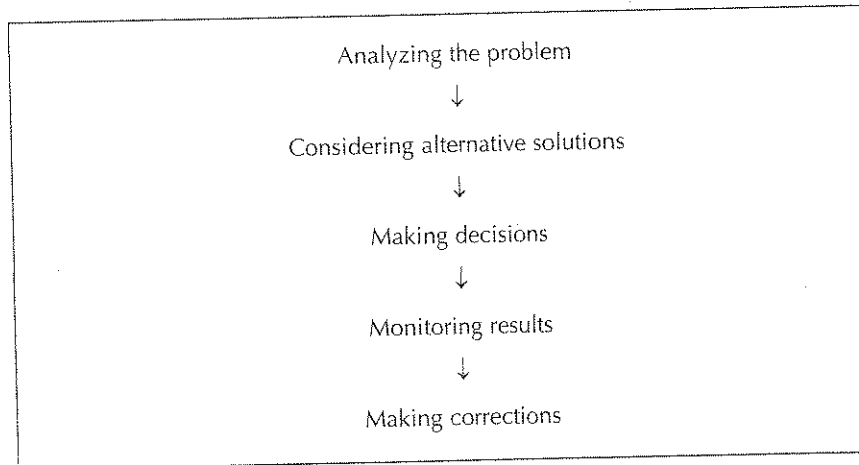 Analyzing the problem
↓
Considering alternative solutions
↓
Making decisions
↓
Monitoring results
↓
Making corrections